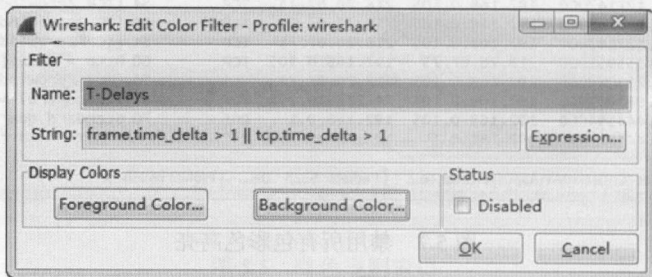 Wireshark: Edit Color Filter - Profile: wireshark
Filter
Name: T-Delays
String: frame.time_delta > 1 || tcp.time_delta > 1 Expression...
Display Colors
Status
Foreground Color... Background Color... Disabled
OK Cancel